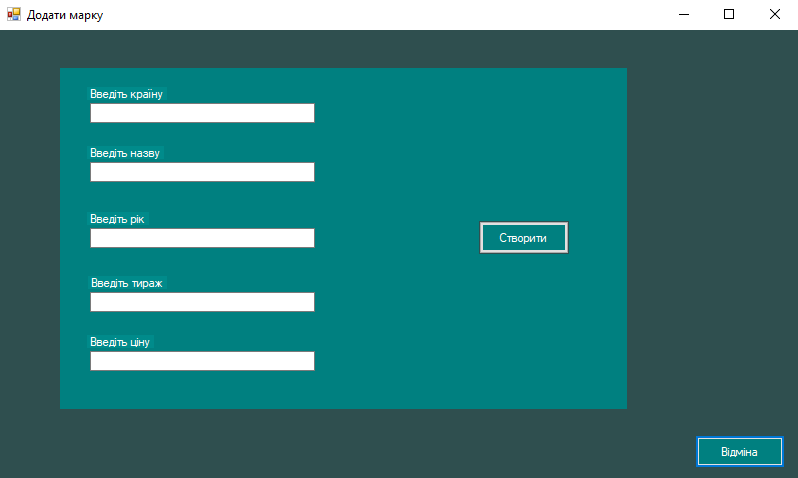 Додати марку
Введіть країну
Введіть назву
Введіть рік
Створити
Введіть тираж
Введіть ціну
Відміна